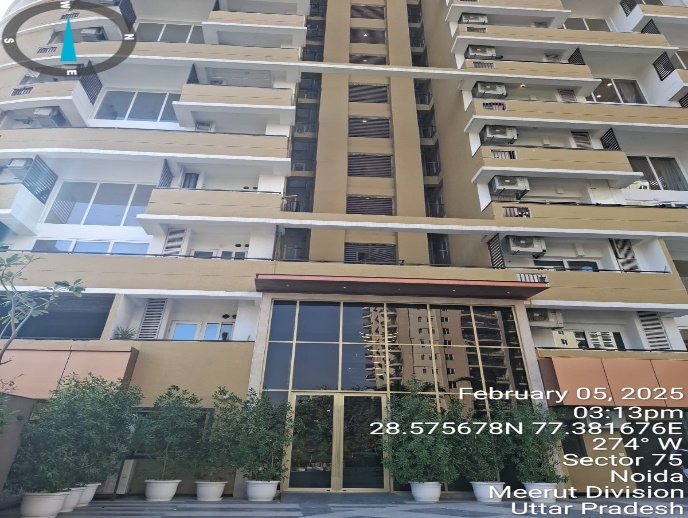 W
S
E
February 05, 2025
03:13pm
28.575678N 77.381676E
274° W
Sector 75
Noida
Meerut Division
Uttar Pradesh